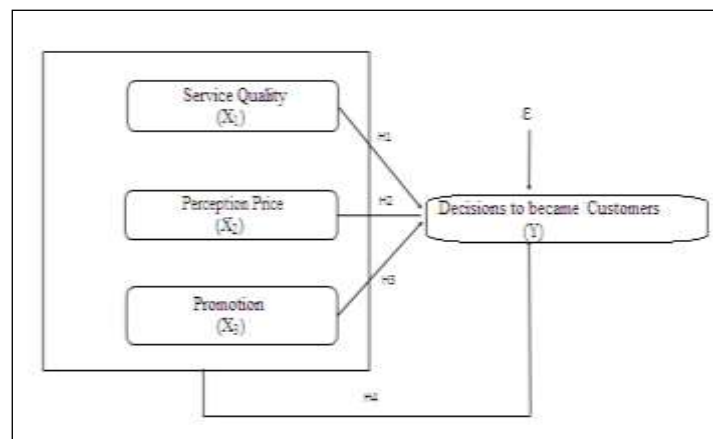 Service Quality
(X₁)
H1
ε
Perception Price
(X₂)
H2
Decisions to became Customers
(Y)
H3
Promotion
(X₃)
H4